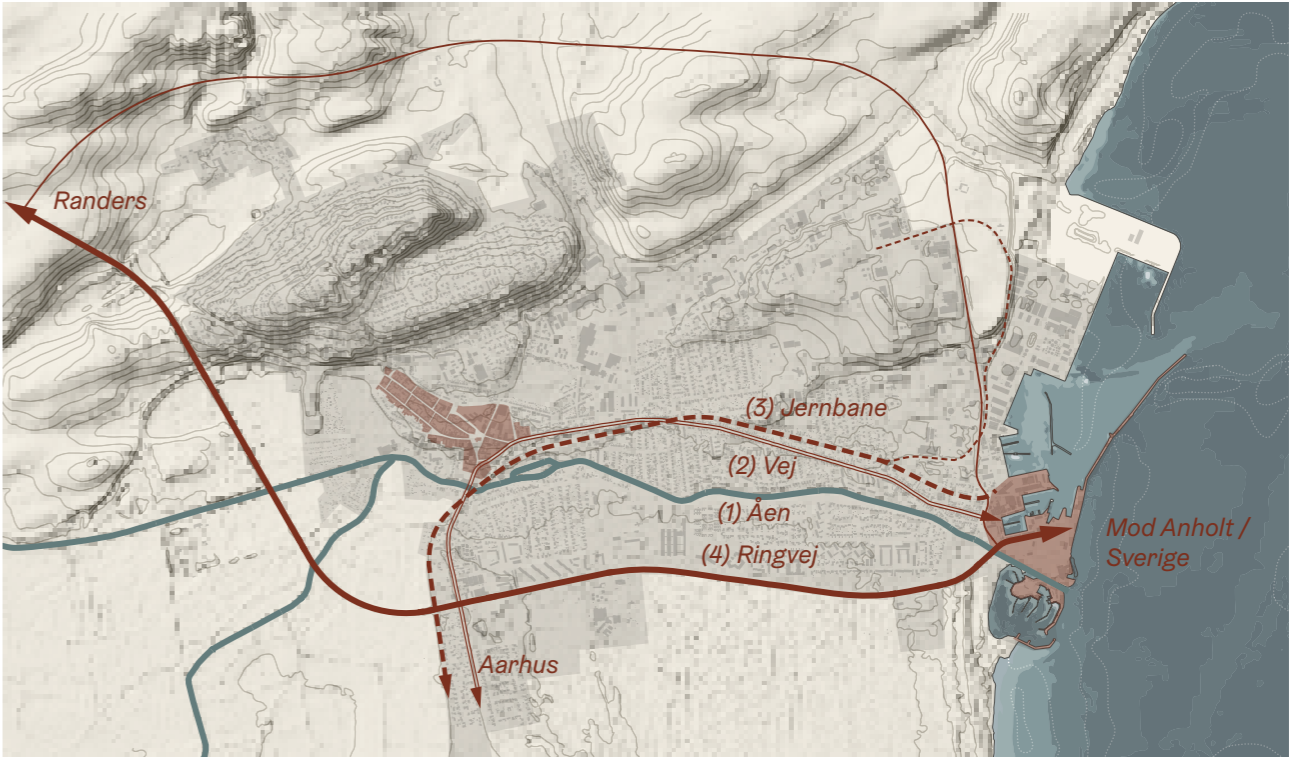 Randers
(3) Jernbane
(2) Vej
(1) Åen
(4) Ringvej
Mod Anholt /
Sverige
Aarhus